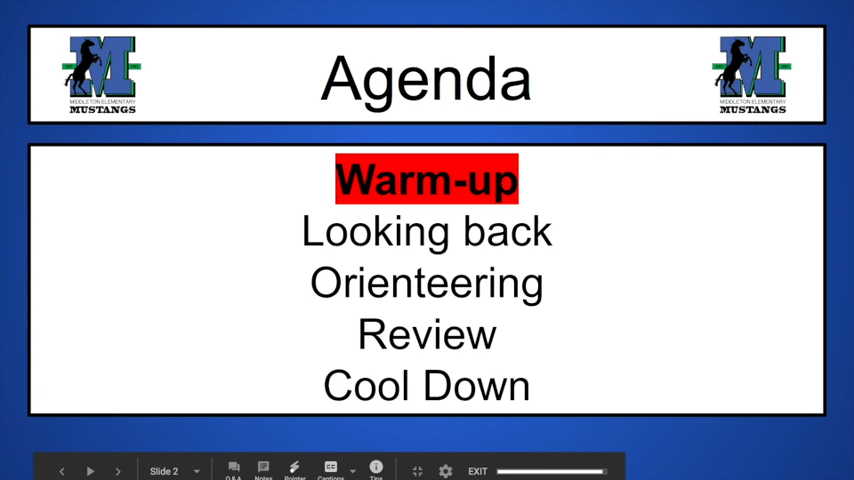 Agenda
MIDDLETON ELEMENTARY
MUSTANGS
MIDDLETON ELEMENTARY
MUSTANGS
Warm-up
Looking back
Orienteering
Review
Cool Down
Slide 2
Q & A
Notes
Pointer
Captions
Tips
EXIT